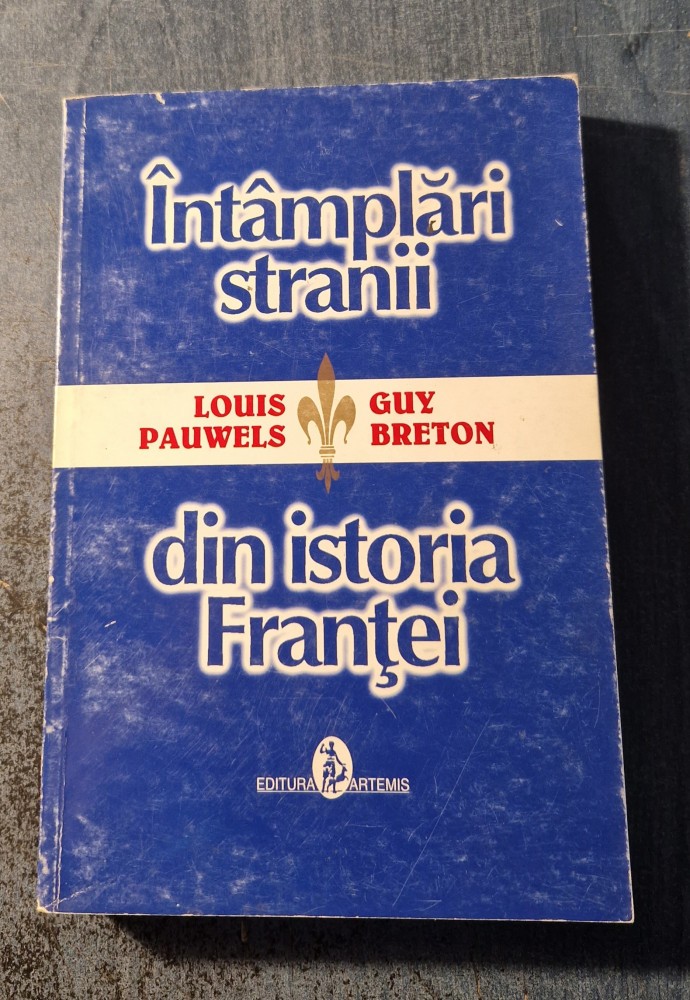 Întâmplări
stranii
LOUIS
PAUWELS
GUY
BRETON
din istoria
Franţei
EDITURA ARTEMIS